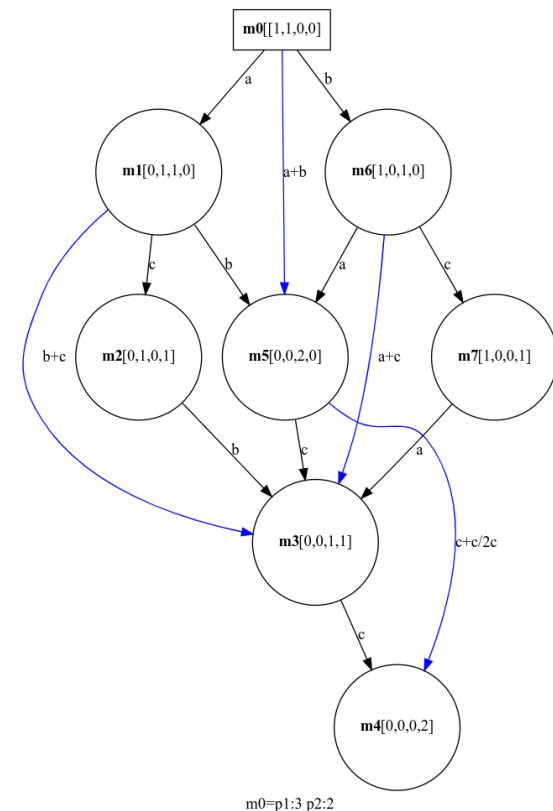 m0[[1,1,0,0]
a
b
m1[0,1,1,0]
a+b
m6[1,0,1,0]
c
b
a
c
b+c
m2[0,1,0,1]
m5[0,0,2,0]
a+c
m7[1,0,0,1]
b
c
a
m3[0,0,1,1]
c+c/2c
c
m4[0,0,0,2]
m0=p1:3 p2:2